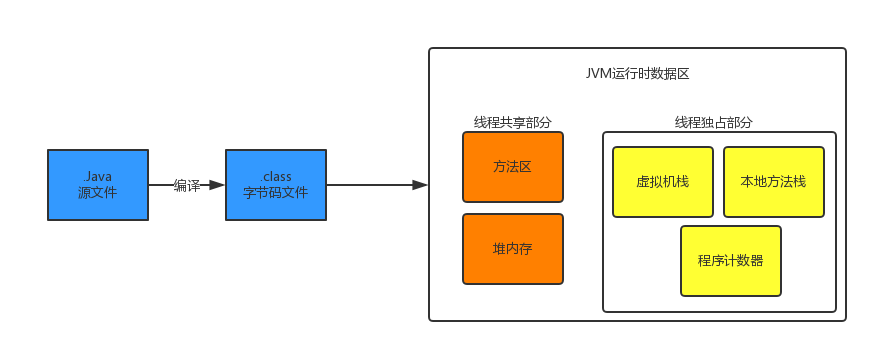 .Java
源文件
编译
.class
字节码文件
JVM运行时数据区
线程共享部分
方法区
堆内存
线程独占部分
虚拟机栈
本地方法栈
程序计数器